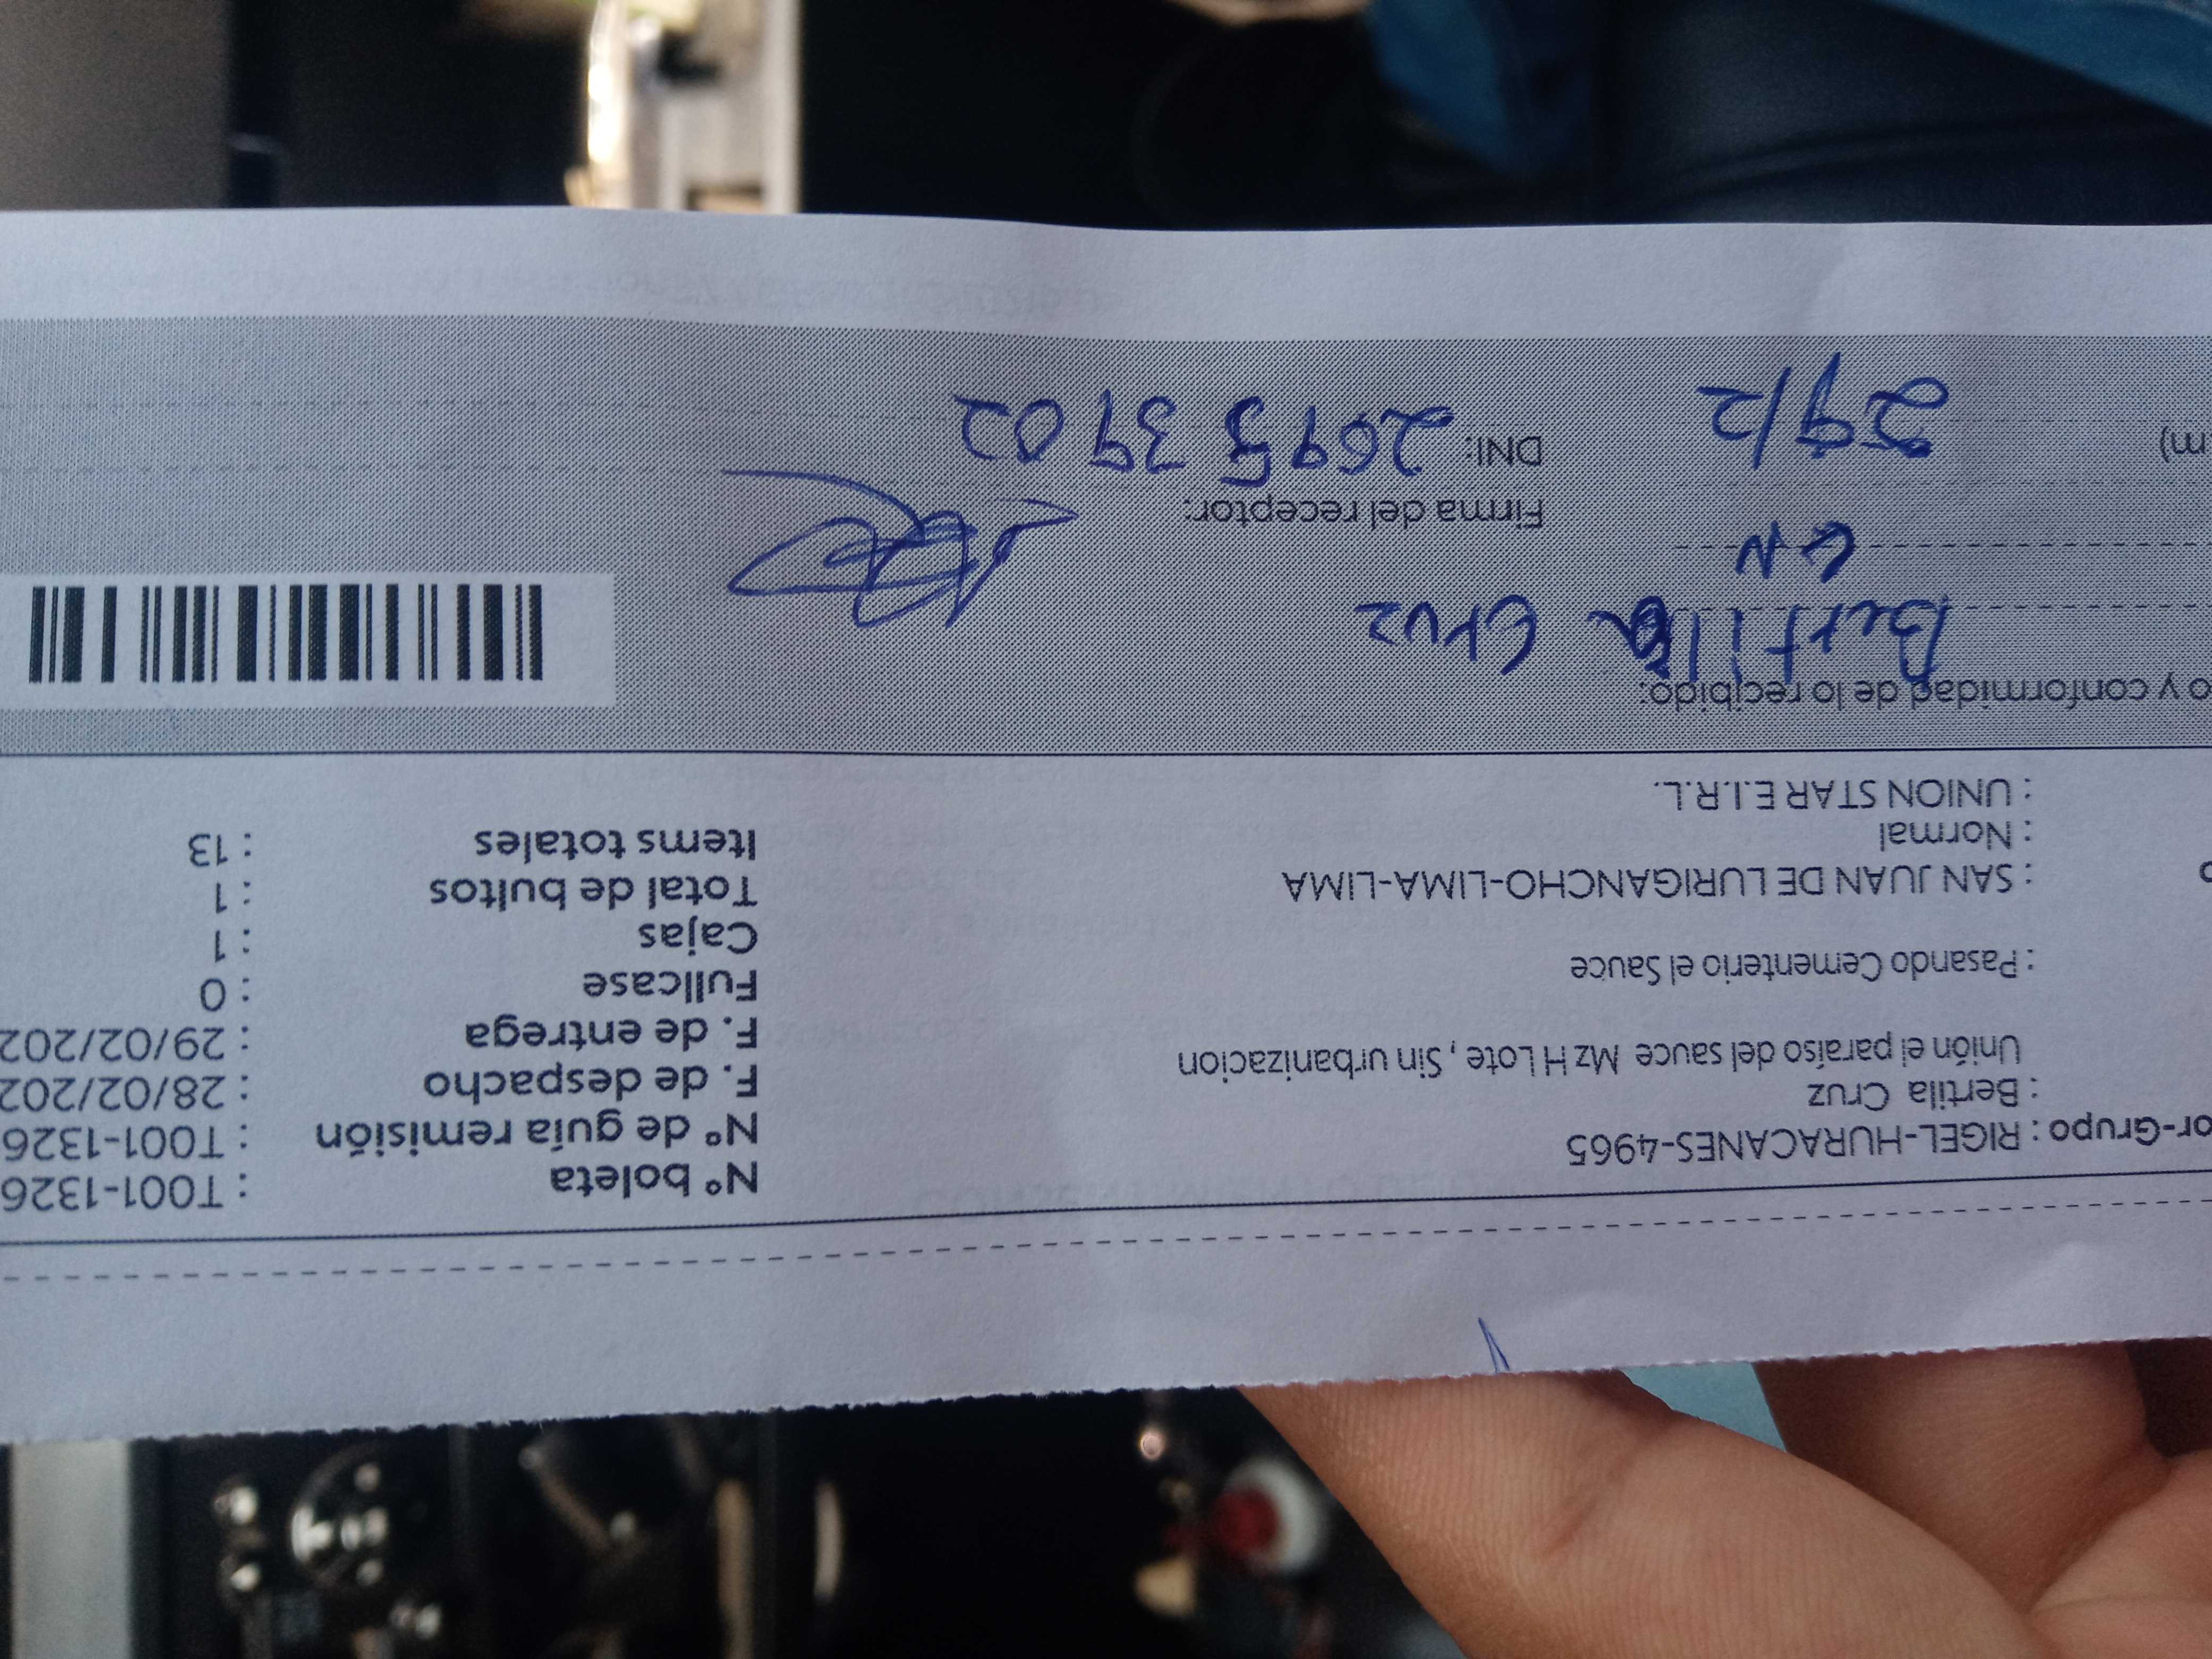 or-Grupo : RIGEL-HURACANES-4965
: Bertila Cruz
Unión el paraíso del sauce Mz H Lote , Sin urbanizacion
: Pasando Cementerio el Sauce
: SAN JUAN DE LURIGANCHO-LIMA-LIMA
: Normal
: UNION STAR E.I.R.L.
N° boleta : T001-1326
N° de guía remisión : T001-1326
F. de despacho : 28/02/202
F. de entrega : 29/02/202
Fullcase : 0
Cajas : 1
Total de bultos : 1
Items totales : 13
o y conformidad de lo recibido:
Bertila Cruz
Firma del receptor:
m) 29/2
DNI: 2695 39 02